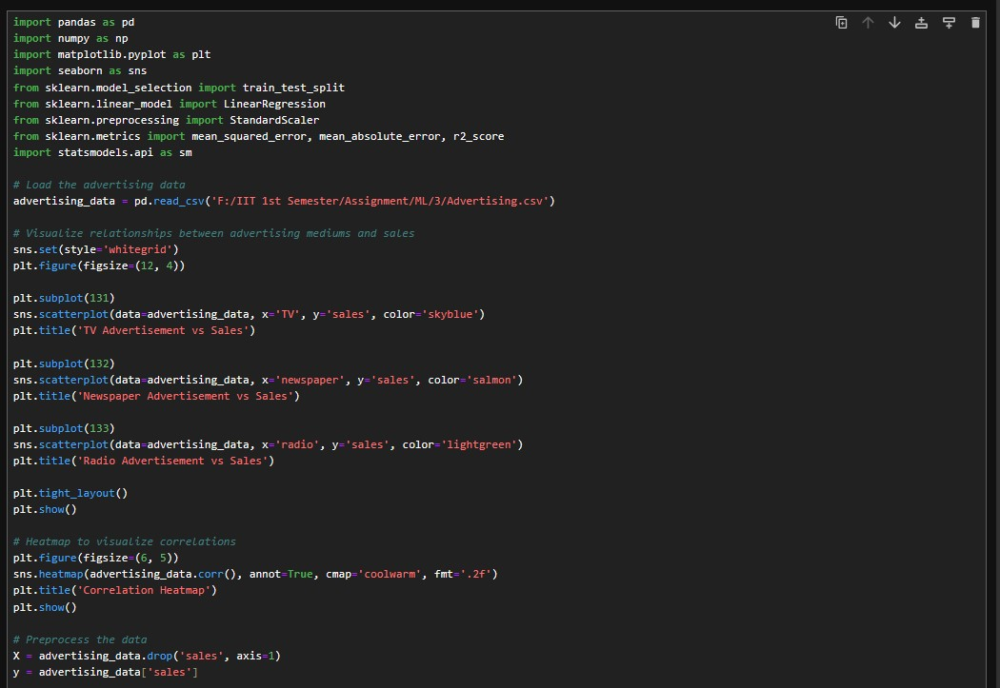 import pandas as pd
import numpy as np
import matplotlib.pyplot as plt
import seaborn as sns
from sklearn.model_selection import train_test_split
from sklearn.linear_model import LinearRegression
from sklearn.preprocessing import StandardScaler
from sklearn.metrics import mean_squared_error, mean_absolute_error, r2_score
import statsmodels.api as sm

# Load the advertising data
advertising_data = pd.read_csv('F:/IIT 1st Semester/Assignment/ML/3/Advertising.csv')

# Visualize relationships between advertising mediums and sales
sns.set(style='whitegrid')
plt.figure(figsize=(12, 4))

plt.subplot(131)
sns.scatterplot(data=advertising_data, x='TV', y='sales', color='skyblue')
plt.title('TV Advertisement vs Sales')

plt.subplot(132)
sns.scatterplot(data=advertising_data, x='newspaper', y='sales', color='salmon')
plt.title('Newspaper Advertisement vs Sales')

plt.subplot(133)
sns.scatterplot(data=advertising_data, x='radio', y='sales', color='lightgreen')
plt.title('Radio Advertisement vs Sales')

plt.tight_layout()
plt.show()

# Heatmap to visualize correlations
plt.figure(figsize=(6, 5))
sns.heatmap(advertising_data.corr(), annot=True, cmap='coolwarm', fmt='.2f')
plt.title('Correlation Heatmap')
plt.show()

# Preprocess the data
X = advertising_data.drop('sales', axis=1)
y = advertising_data['sales']